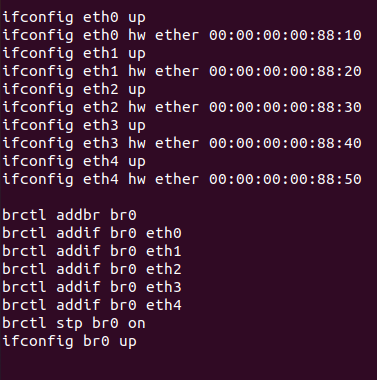 ifconfig eth0 up
ifconfig eth0 hw ether 00:00:00:00:88:10
ifconfig eth1 up
ifconfig eth1 hw ether 00:00:00:00:88:20
ifconfig eth2 up
ifconfig eth2 hw ether 00:00:00:00:88:30
ifconfig eth3 up
ifconfig eth3 hw ether 00:00:00:00:88:40
ifconfig eth4 up
ifconfig eth4 hw ether 00:00:00:00:88:50

brctl addbr br0
brctl addif br0 eth0
brctl addif br0 eth1
brctl addif br0 eth2
brctl addif br0 eth3
brctl addif br0 eth4
brctl stp br0 on
ifconfig br0 up